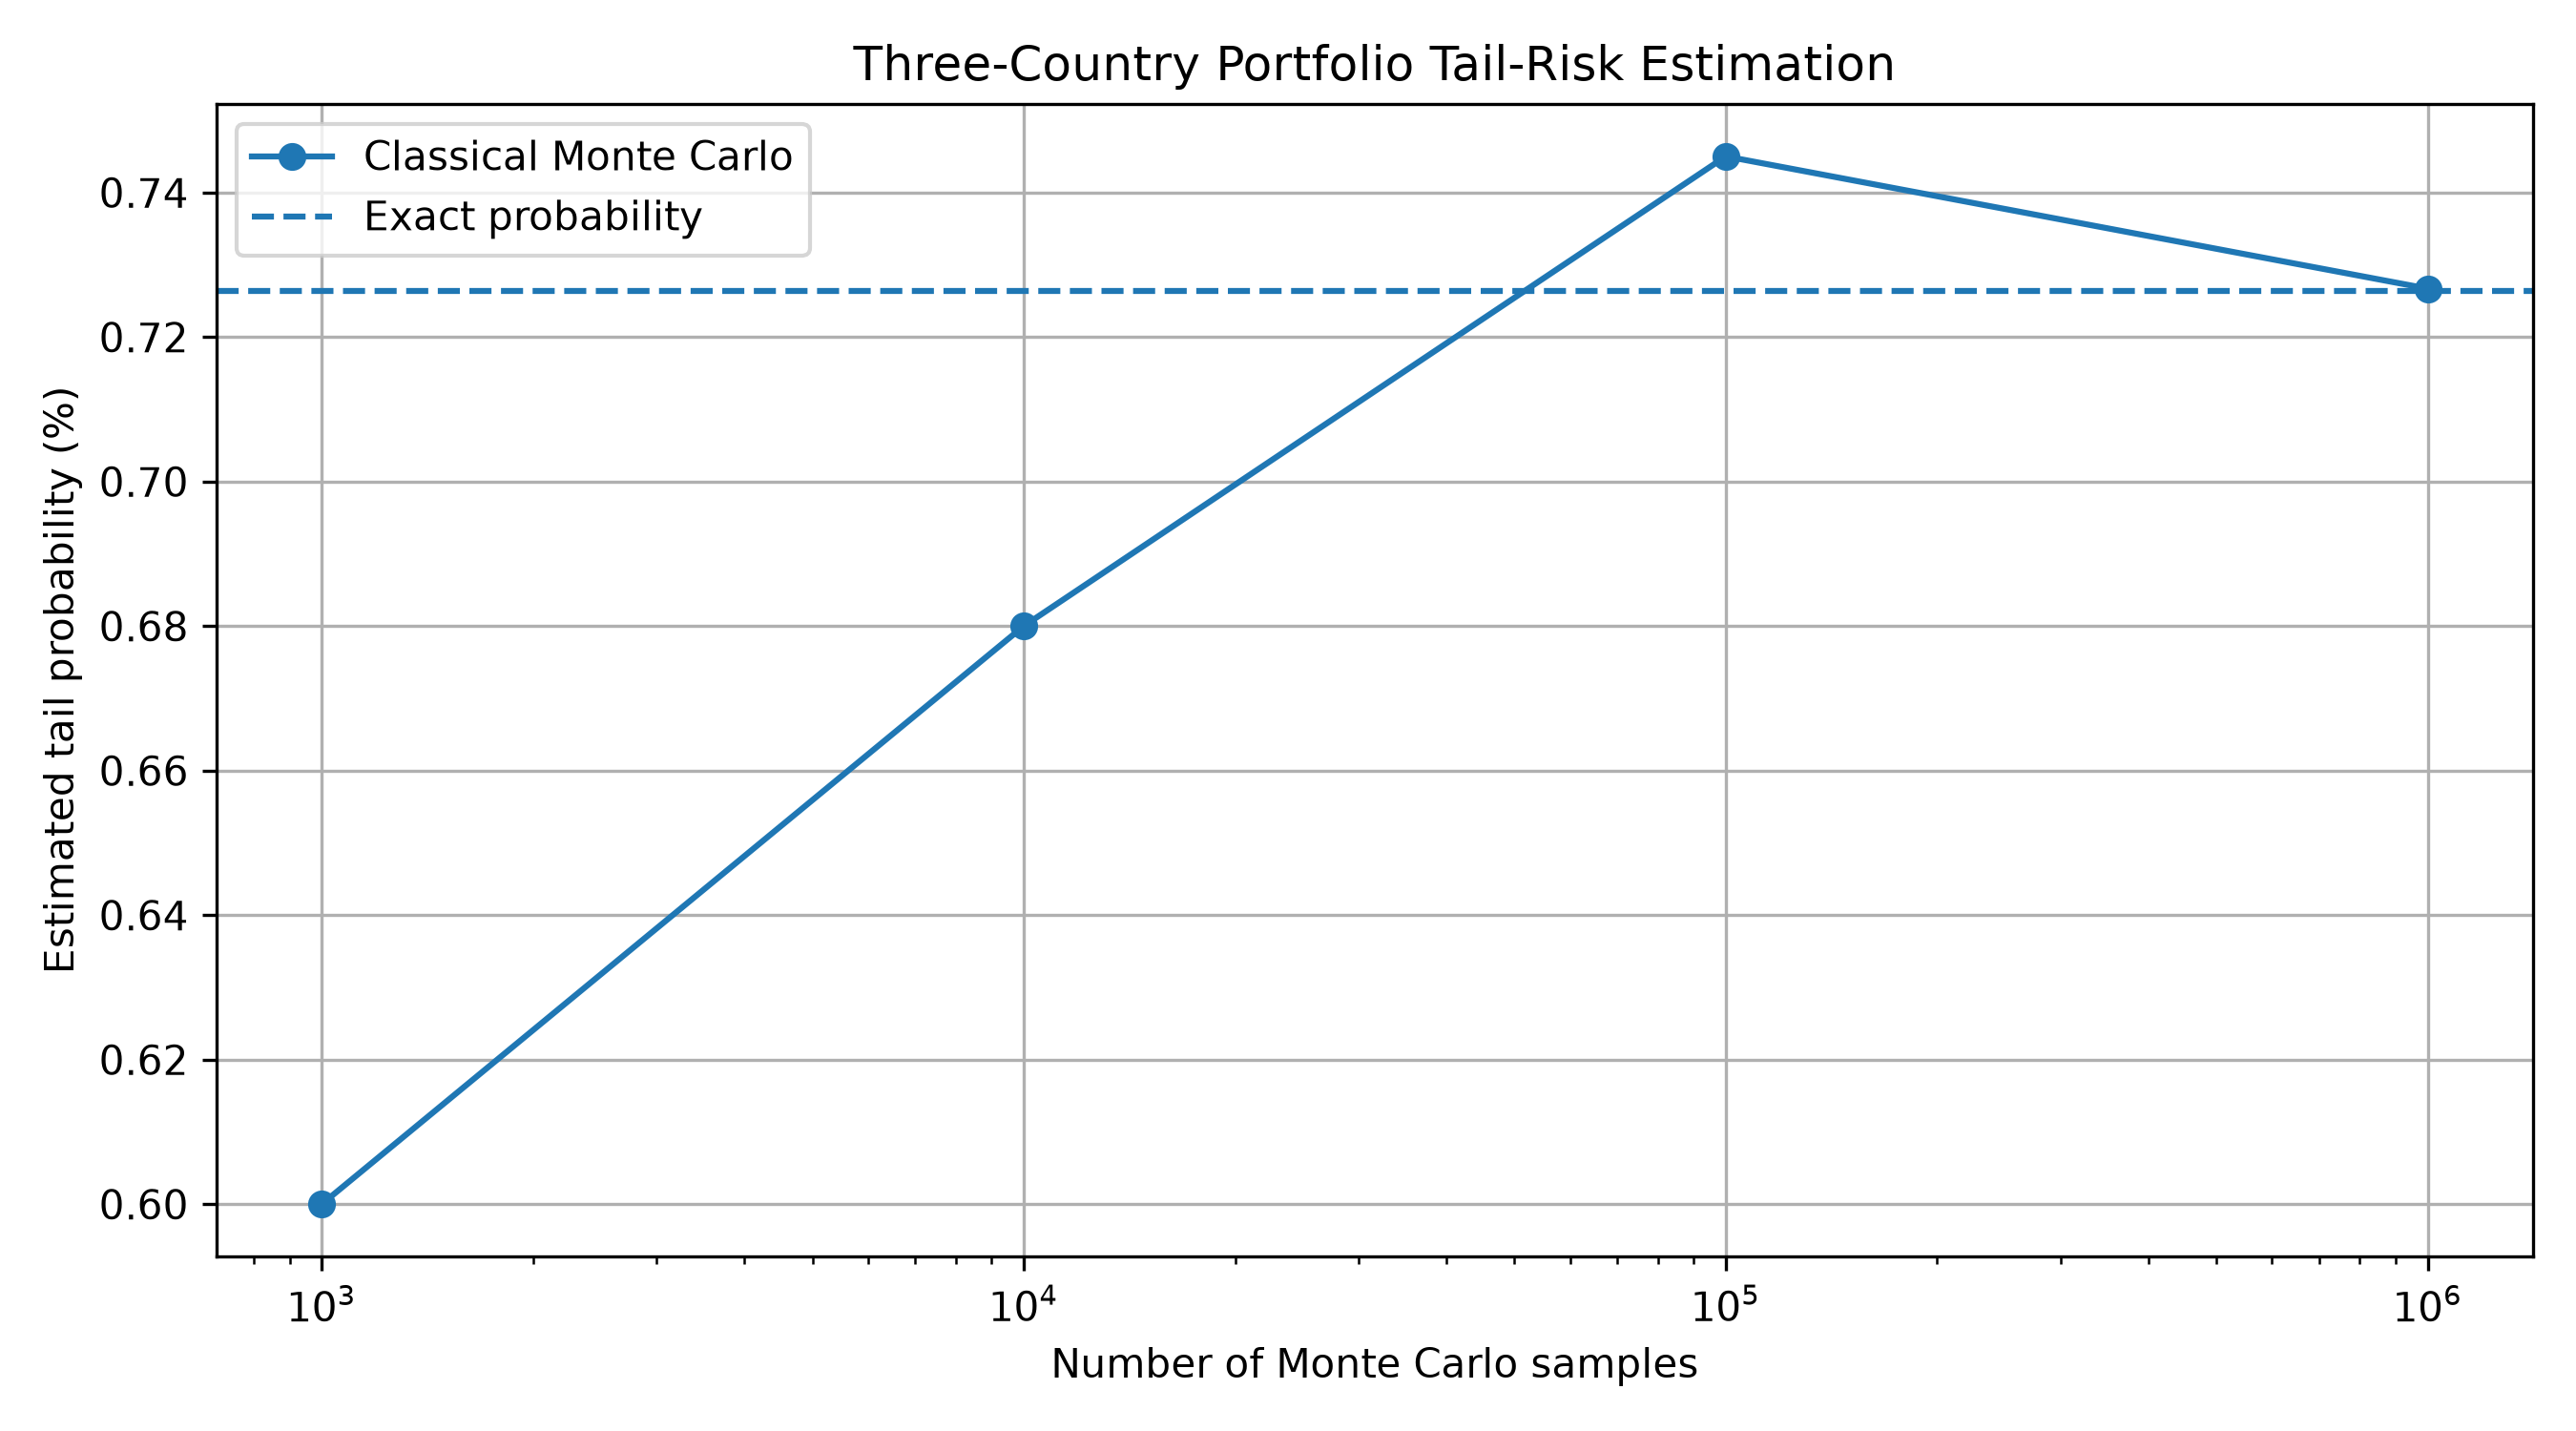 Three-Country Portfolio Tail-Risk Estimation
Classical Monte Carlo
Exact probability
Estimated tail probability (%)
0.74
0.72
0.70
0.68
0.66
0.64
0.62
0.60
10³ 10⁴ 10⁵ 10⁶
Number of Monte Carlo samples